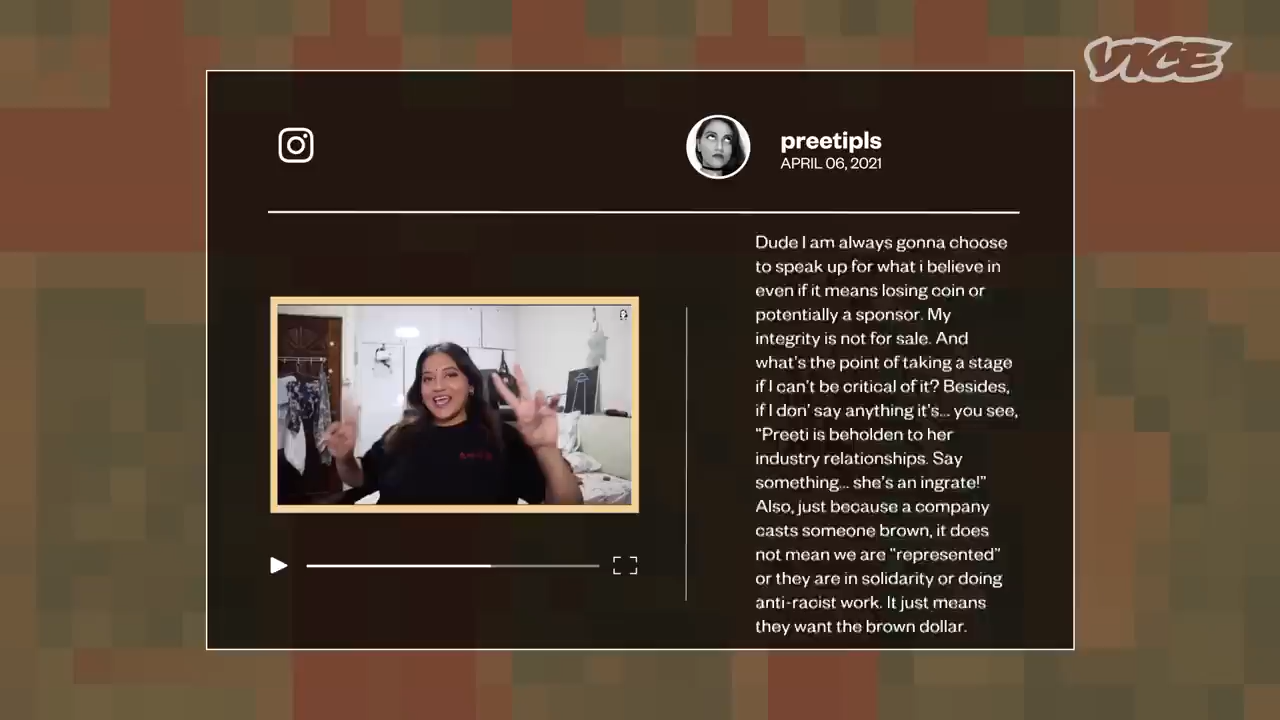 VICE
preetipls
APRIL 06, 2021
Dude I am always gonna choose
to speak up for what i believe in
even if it means losing coin or
potentially a sponsor. My
integrity is not for sale. And
what's the point of taking a stage
if I can't be critical of it? Besides,
if I don' say anything it's... you see,
“Preeti is beholden to her
industry relationships. Say
something... she's an ingrate!”
Also, just because a company
casts someone brown, it does
not mean we are “represented”
or they are in solidarity or doing
anti-racist work. It just means
they want the brown dollar.